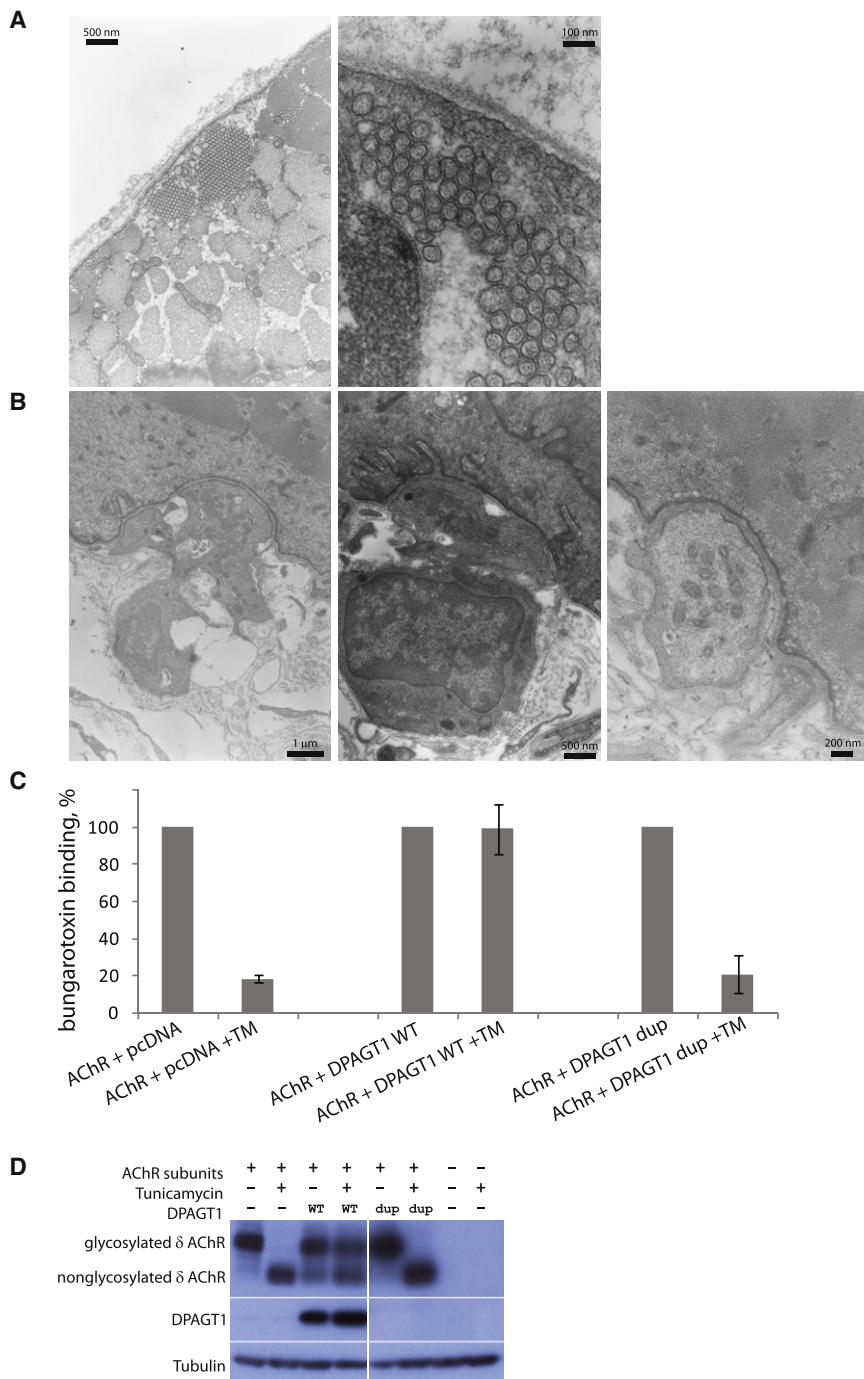 A
500 nm
100 nm
B
1 µm
500 nm
200 nm
C
bungarotoxin binding, %
100
80
60
40
20
0
AChR + pcDNA
AChR + pcDNA +TM
AChR + DPAGT1 WT
AChR + DPAGT1 WT +TM
AChR + DPAGT1 dup
AChR + DPAGT1 dup +TM
D
AChR subunits + + + + + + – –
Tunicamycin – + – + – + – +
DPAGT1 – – WT WT dup dup – –
glycosylated δ AChR
nonglycosylated δ AChR
DPAGT1
Tubulin